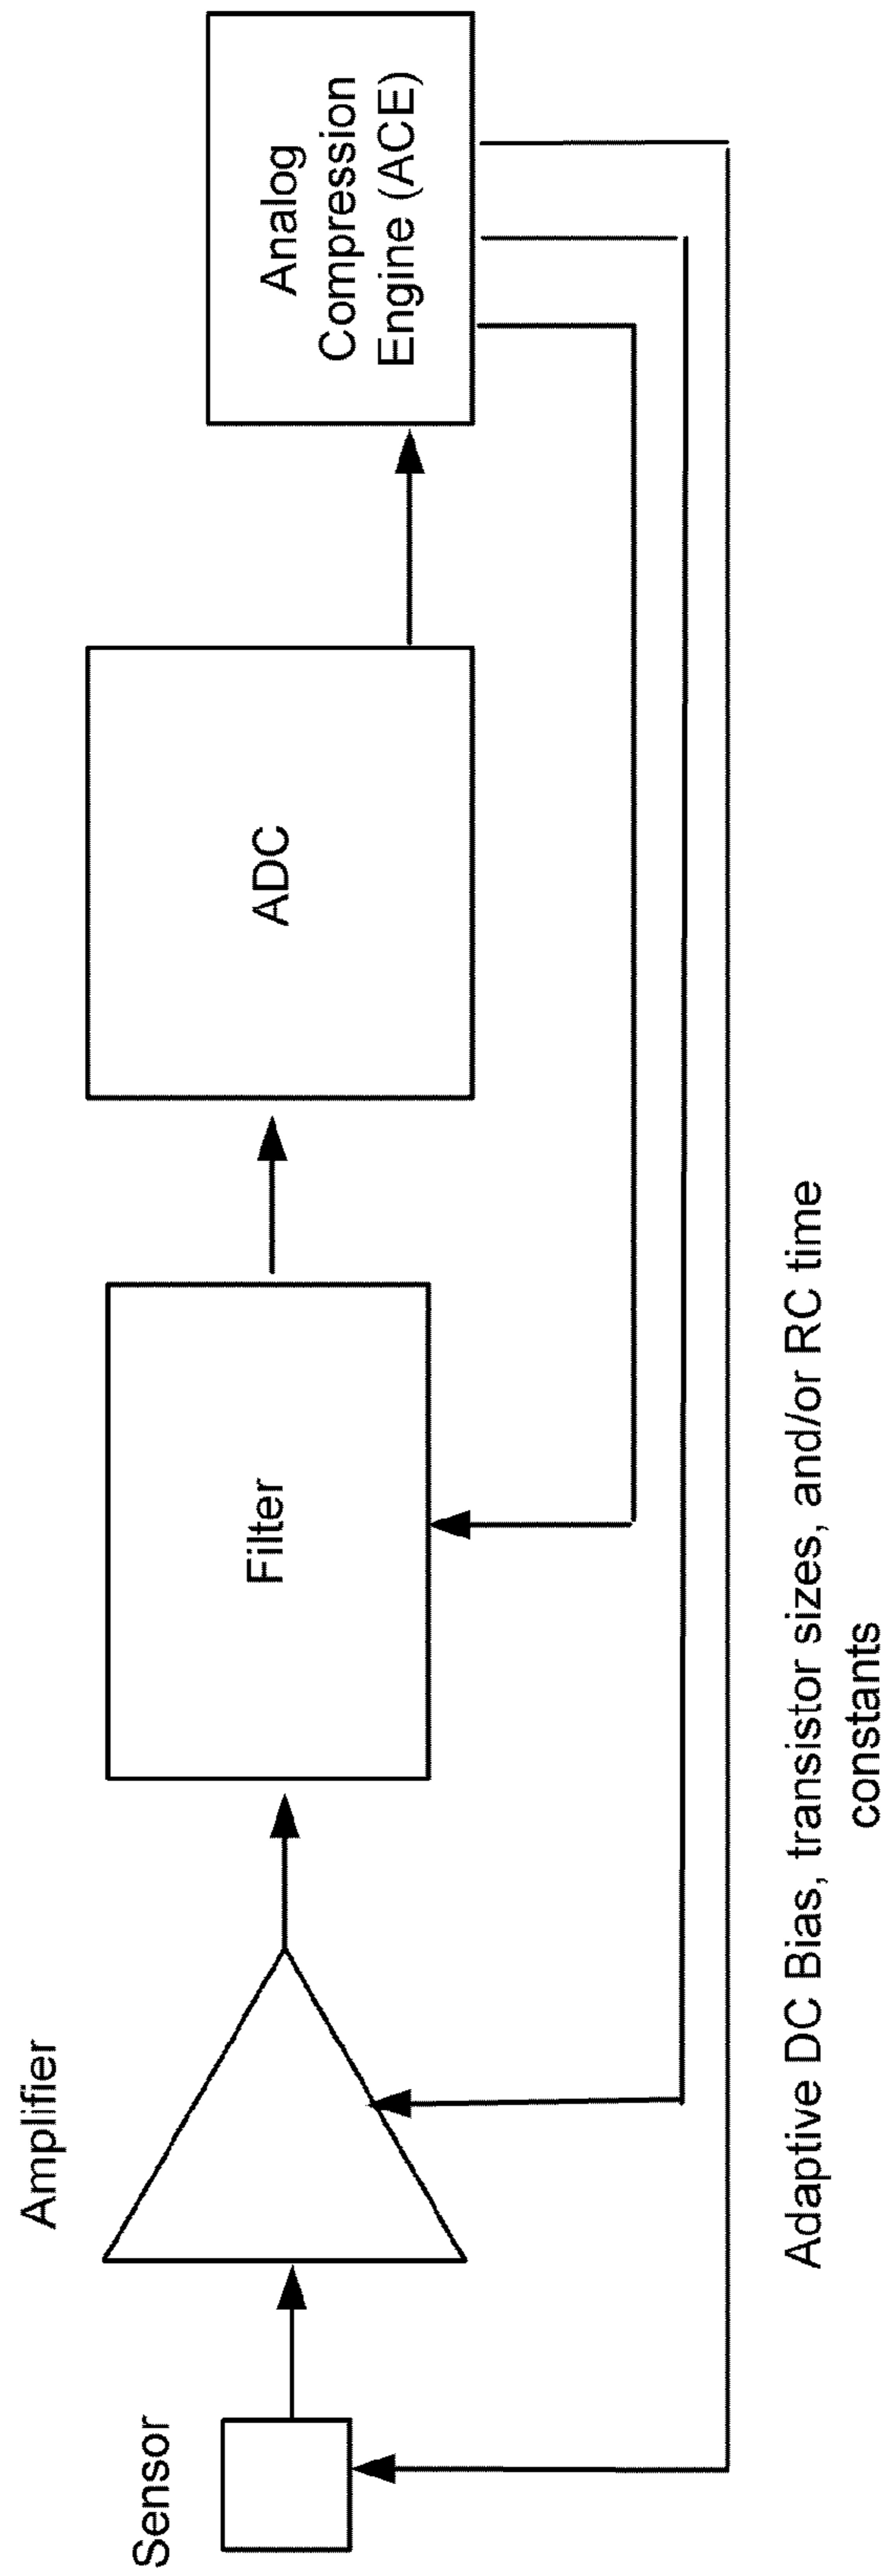 Sensor
Amplifier
Filter
ADC
Analog
Compression
Engine (ACE)
Adaptive DC Bias, transistor sizes, and/or RC time
constants